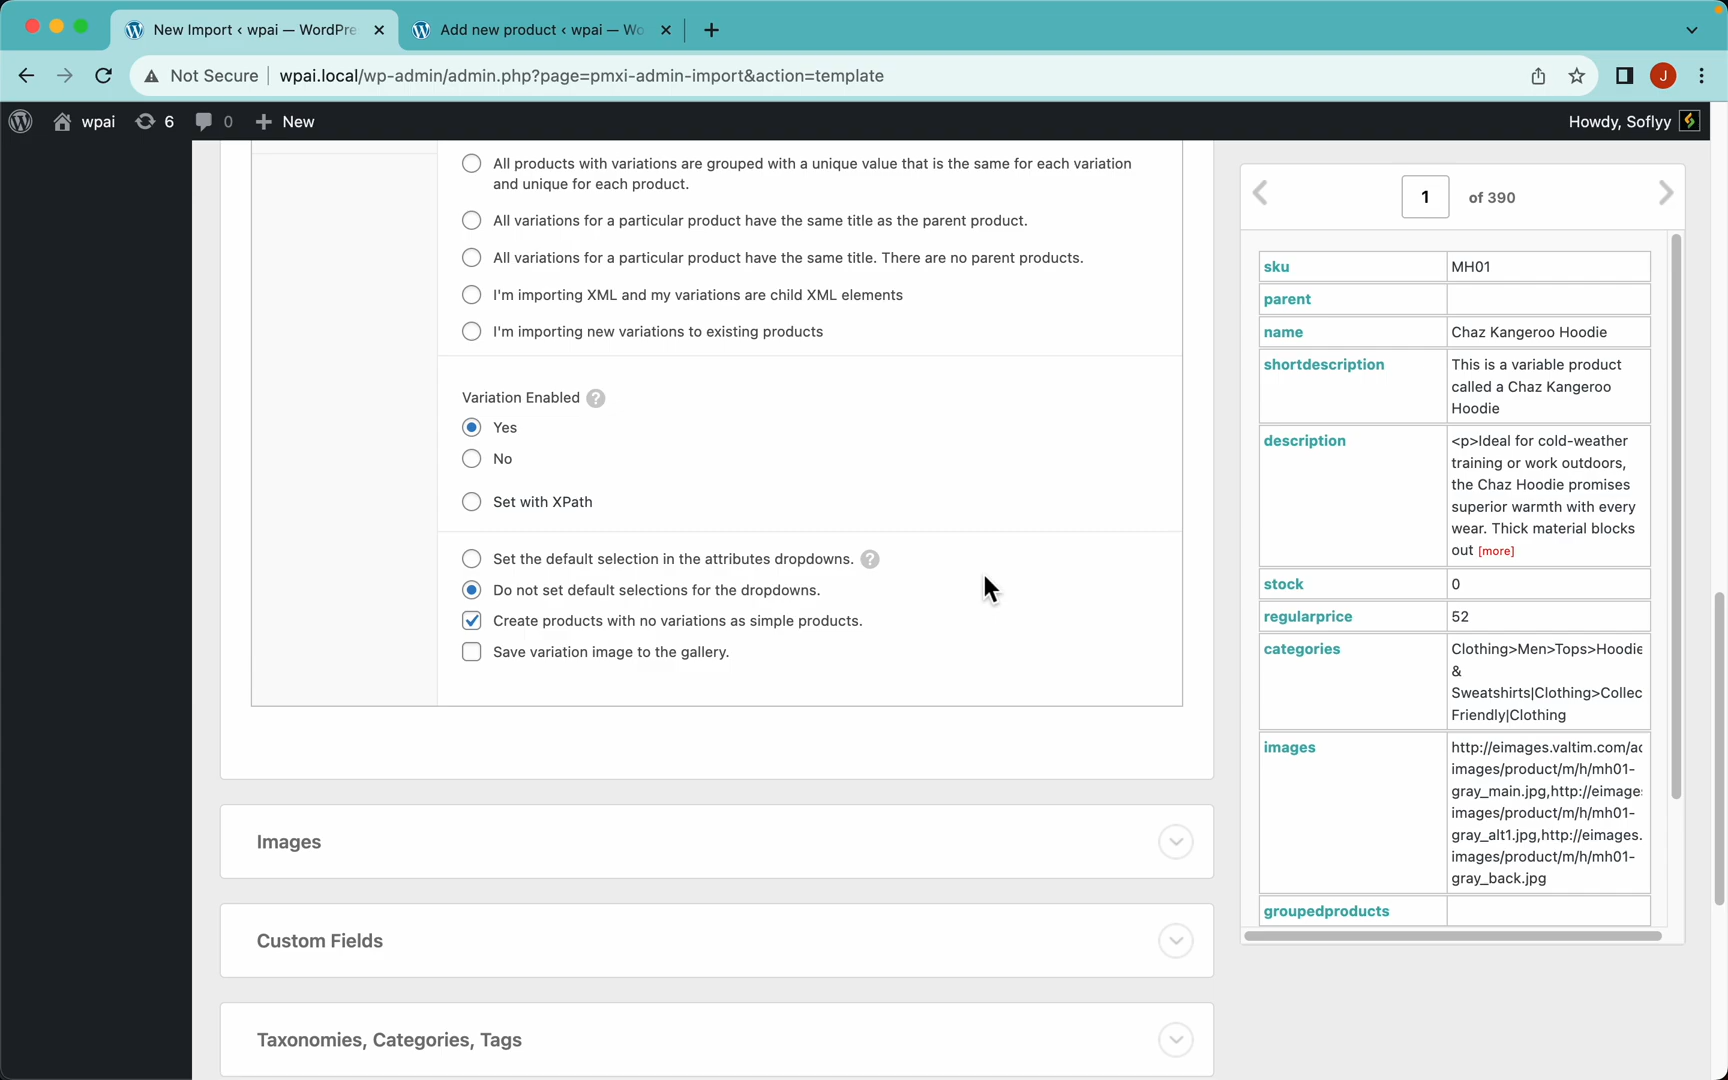 New Import ‹ wpai — WordPre
Add new product ‹ wpai — Wo
Not Secure
wpai.local/wp-admin/admin.php?page=pmxi-admin-import&action=template
J
wpai
6
0
New
Howdy, Soflyy
All products with variations are grouped with a unique value that is the same for each variation
and unique for each product.
All variations for a particular product have the same title as the parent product.
All variations for a particular product have the same title. There are no parent products.
I'm importing XML and my variations are child XML elements
I'm importing new variations to existing products
Variation Enabled ?
Yes
No
Set with XPath
Set the default selection in the attributes dropdowns. ?
Do not set default selections for the dropdowns.
Create products with no variations as simple products.
Save variation image to the gallery.
Images
Custom Fields
Taxonomies, Categories, Tags
1 of 390
sku MH01
parent
name Chaz Kangeroo Hoodie
shortdescription This is a variable product
called a Chaz Kangeroo
Hoodie
description <p>Ideal for cold-weather
training or work outdoors,
the Chaz Hoodie promises
superior warmth with every
wear. Thick material blocks
out [more]
stock 0
regularprice 52
categories Clothing>Men>Tops>Hoodie
&
Sweatshirts|Clothing>Collec
Friendly|Clothing
images http://eimages.valtim.com/ac
images/product/m/h/mh01-
gray_main.jpg,http://eimage
images/product/m/h/mh01-
gray_alt1.jpg,http://eimages.
images/product/m/h/mh01-
gray_back.jpg
groupedproducts